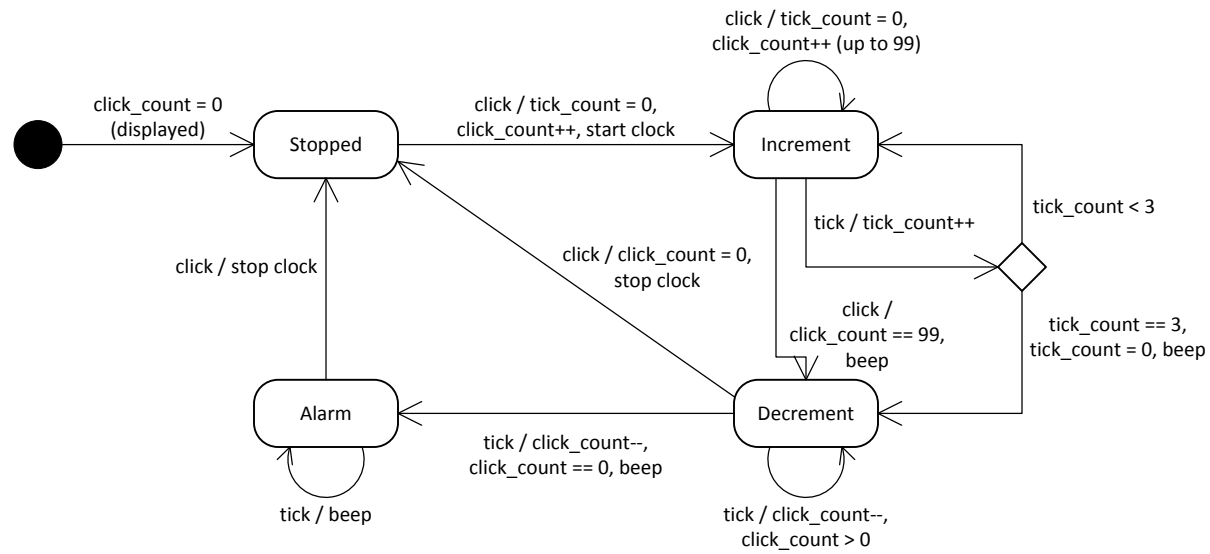 click / tick_count = 0,
click_count++ (up to 99)
click_count = 0
(displayed)
click / tick_count = 0,
click_count++, start clock
Stopped
Increment
tick_count < 3
tick / tick_count++
click / stop clock
click / click_count = 0,
stop clock
click /
click_count == 99,
beep
tick_count == 3,
tick_count = 0, beep
Alarm
Decrement
tick / click_count--,
click_count == 0, beep
tick / beep
tick / click_count--,
click_count > 0